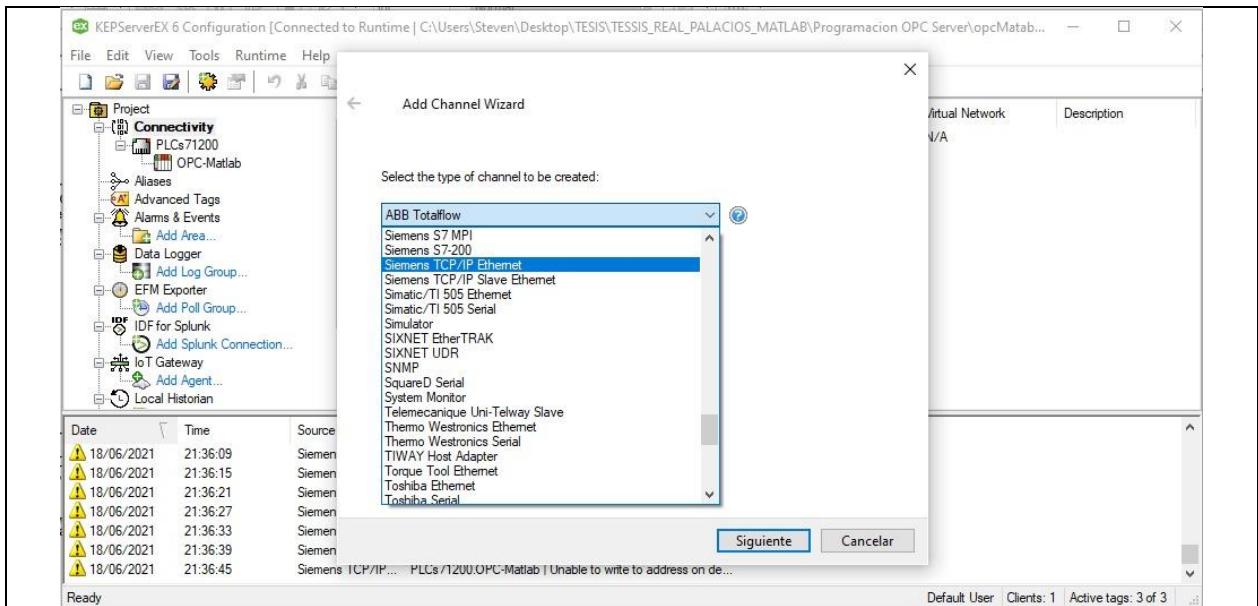 KEPServerEX 6 Configuration [Connected to Runtime | C:\Users\Steven\Desktop\TESIS\TESSIS_REAL_PALACIOS_MATLAB\Programacion OPC Server\opcMatab...
File Edit View Tools Runtime Help
Project
Connectivity
PLCs71200
OPC-Matlab
Aliases
Advanced Tags
Alarms & Events
Add Area...
Data Logger
Add Log Group...
EFM Exporter
Add Poll Group...
IDF for Splunk
Add Splunk Connection...
IoT Gateway
Add Agent...
Local Historian
Add Channel Wizard
Select the type of channel to be created:
ABB Totalflow
Siemens S7 MPI
Siemens S7-200
Siemens TCP/IP Ethernet
Siemens TCP/IP Slave Ethernet
Simatic/TI 505 Ethernet
Simatic/TI 505 Serial
Simulator
SIXNET EtherTRAK
SIXNET UDR
SNMP
SquareD Serial
System Monitor
Telemecanique Uni-Telway Slave
Thermo Westronics Ethernet
Thermo Westronics Serial
TIWAY Host Adapter
Torque Tool Ethernet
Toshiba Ethernet
Toshiba Serial
Siguiente Cancelar
Virtual Network Description
N/A
Date Time Source
18/06/2021 21:36:09 Siemen
18/06/2021 21:36:15 Siemen
18/06/2021 21:36:21 Siemen
18/06/2021 21:36:27 Siemen
18/06/2021 21:36:33 Siemen
18/06/2021 21:36:39 Siemen
18/06/2021 21:36:45 Siemens TCP/IP... PLCs71200.OPC-Matlab | Unable to write to address on de...
Ready Default User Clients: 1 Active tags: 3 of 3